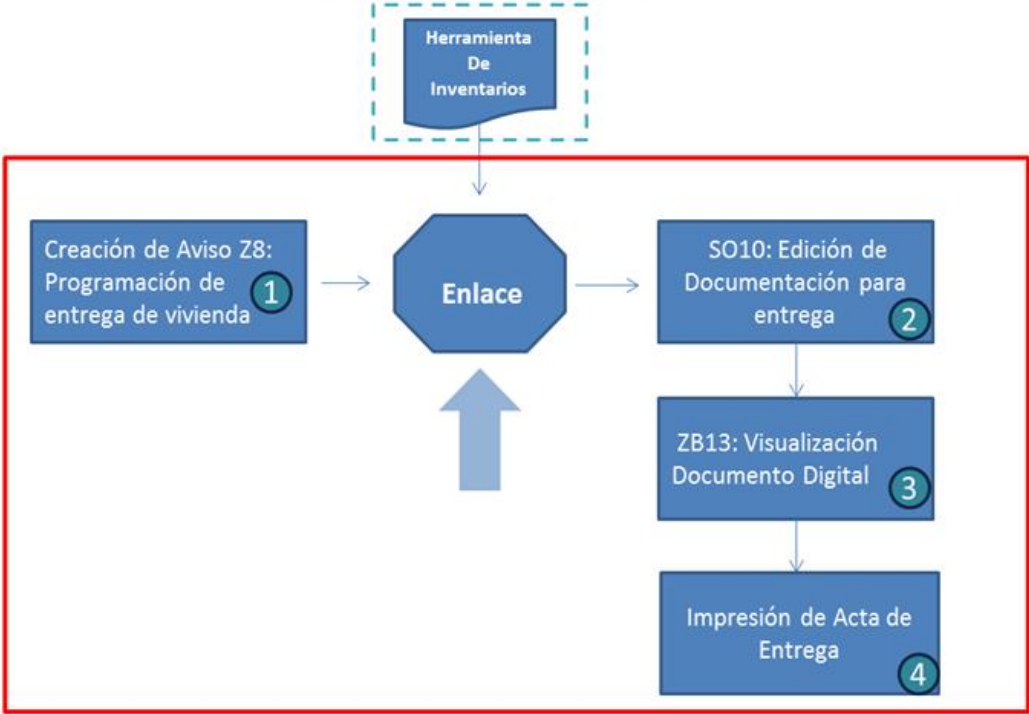 Herramienta
De
Inventarios
Creación de Aviso Z8:
Programación de
entrega de vivienda
1
Enlace
SO10: Edición de
Documentación para
entrega
2
ZB13: Visualización
Documento Digital
3
Impresión de Acta de
Entrega
4